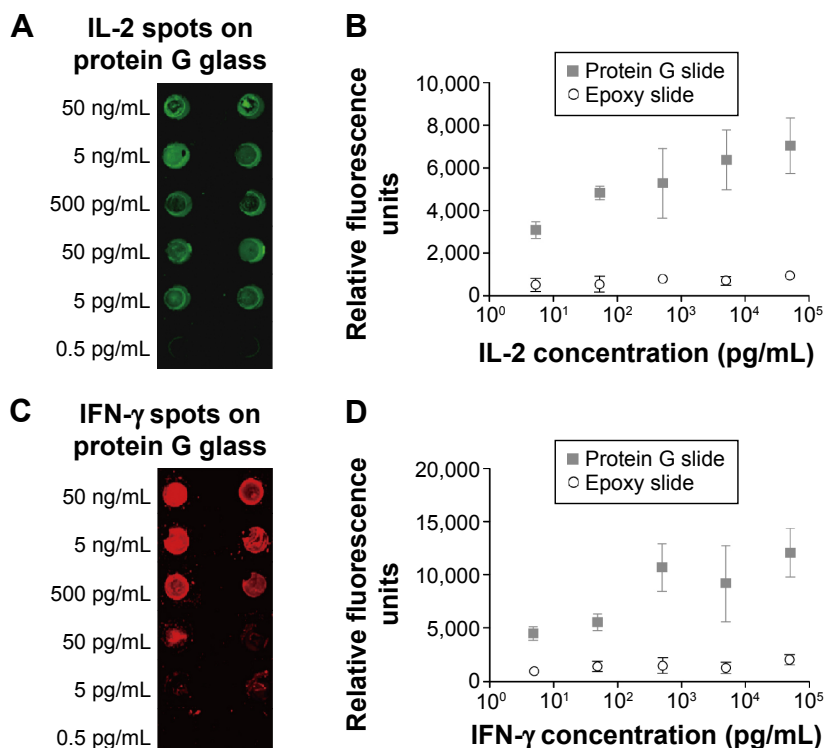 A
IL-2 spots on
protein G glass
50 ng/mL
5 ng/mL
500 pg/mL
50 pg/mL
5 pg/mL
0.5 pg/mL
B
Protein G slide
Epoxy slide
Relative fluorescence
units
10,000
8,000
6,000
4,000
2,000
0
10⁰
10¹
10²
10³
10⁴
10⁵
IL-2 concentration (pg/mL)
C
IFN-γ spots on
protein G glass
50 ng/mL
5 ng/mL
500 pg/mL
50 pg/mL
5 pg/mL
0.5 pg/mL
D
Protein G slide
Epoxy slide
Relative fluorescence
units
20,000
15,000
10,000
5,000
0
10⁰
10¹
10²
10³
10⁴
10⁵
IFN-γ concentration (pg/mL)